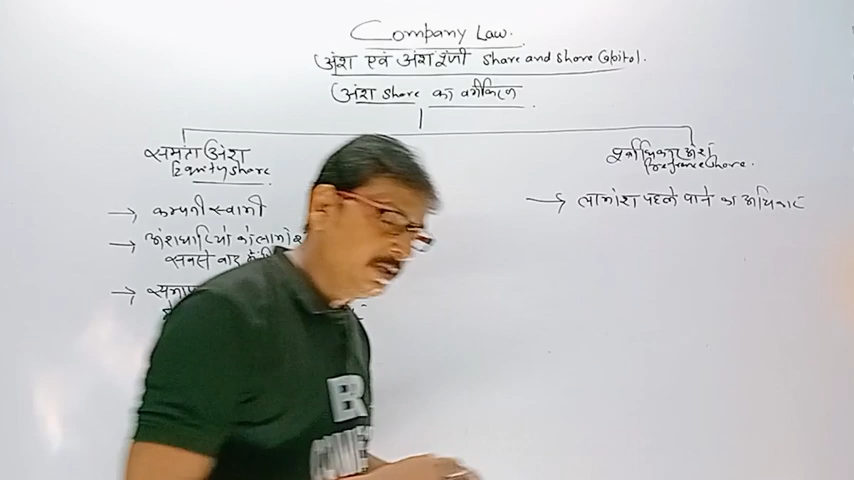 Company Law.
अंश एवं अंश पूंजी Share and Share Capital.
अंश Share का वर्गीकरण
समता अंश
Equity Share
पूर्वाधिकार अंश
Preference Share.
→ कम्पनी स्वामी
→ अंशधारियो को लाभांश
सबसे बाद
→ लाभांश पहले पाने का अधिकार